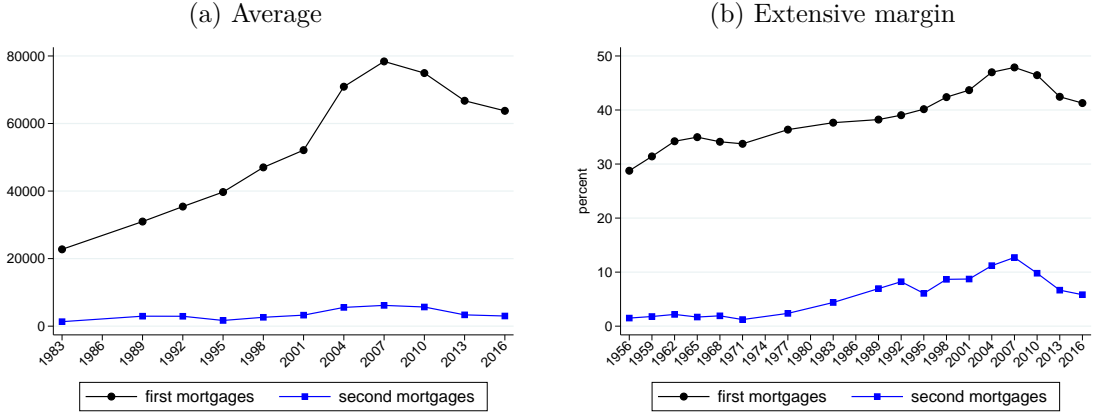 (a) Average
80000
60000
40000
20000
0
1983 1986 1989 1992 1995 1998 2001 2004 2007 2010 2013 2016
first mortgages second mortgages
(b) Extensive margin
percent
50
40
30
20
10
0
1956 1959 1962 1965 1968 1971 1974 1977 1980 1983 1986 1989 1992 1995 1998 2001 2004 2007 2010 2013 2016
first mortgages second mortgages